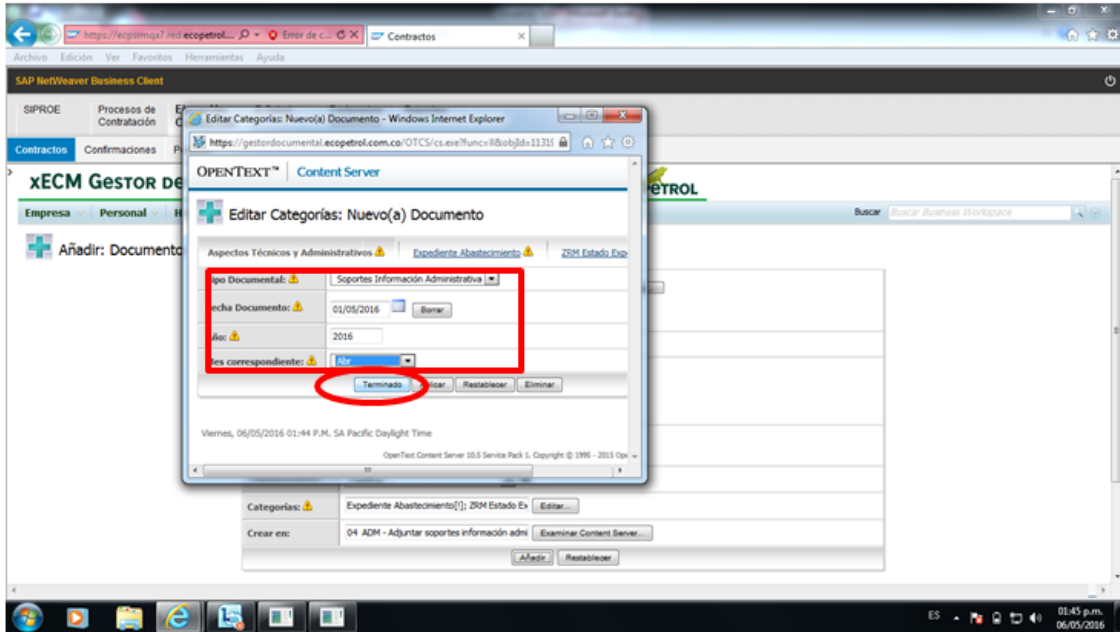 https://ecpsrmqa7.red.ecopetrol... Error de c... Contractos
Archivo Edición Ver Favoritos Herramientas Ayuda
SAP NetWeaver Business Client
SIPROE Procesos de Contratación
Contractos Confirmaciones
Editar Categorías: Nuevo(a) Documento - Windows Internet Explorer
https://gestordocumental.ecopetrol.com.co/OTCS/cs.exe?func=ll&objId=11315
OPENTEXT™ Content Server
Editar Categorías: Nuevo(a) Documento
Aspectos Técnicos y Administrativos Expediente Abastecimiento ZRM Estado Exp
ipo Documental: Soportes Información Administrativa
echa Documento: 01/05/2016 Borrar
ño: 2016
es correspondiente: Abr
Terminado Aplicar Restablecer Eliminar
Viernes, 06/05/2016 01:44 P.M. SA Pacific Daylight Time
OpenText Content Server 10.5 Service Pack 1. Copyright © 1995 - 2015 Ope
xECM GESTOR DE
PETROL
Empresa Personal H
Buscar Buscar Business Workspace
Añadir: Documento
Categorías: Expediente Abastecimiento[!]; ZRM Estado Ex Editar...
Crear en: 04 ADM - Adjuntar soportes información admi Examinar Content Server...
Añadir Restablecer
ES 01:45 p.m.
06/05/2016